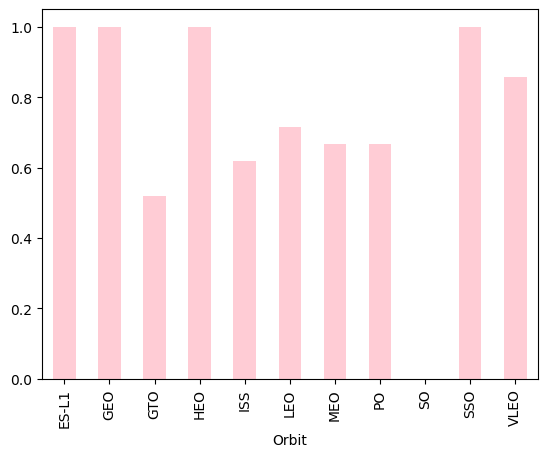 1.0
0.8
0.6
0.4
0.2
0.0
ES-L1
GEO
GTO
HEO
ISS
LEO
MEO
PO
SO
SSO
VLEO
Orbit